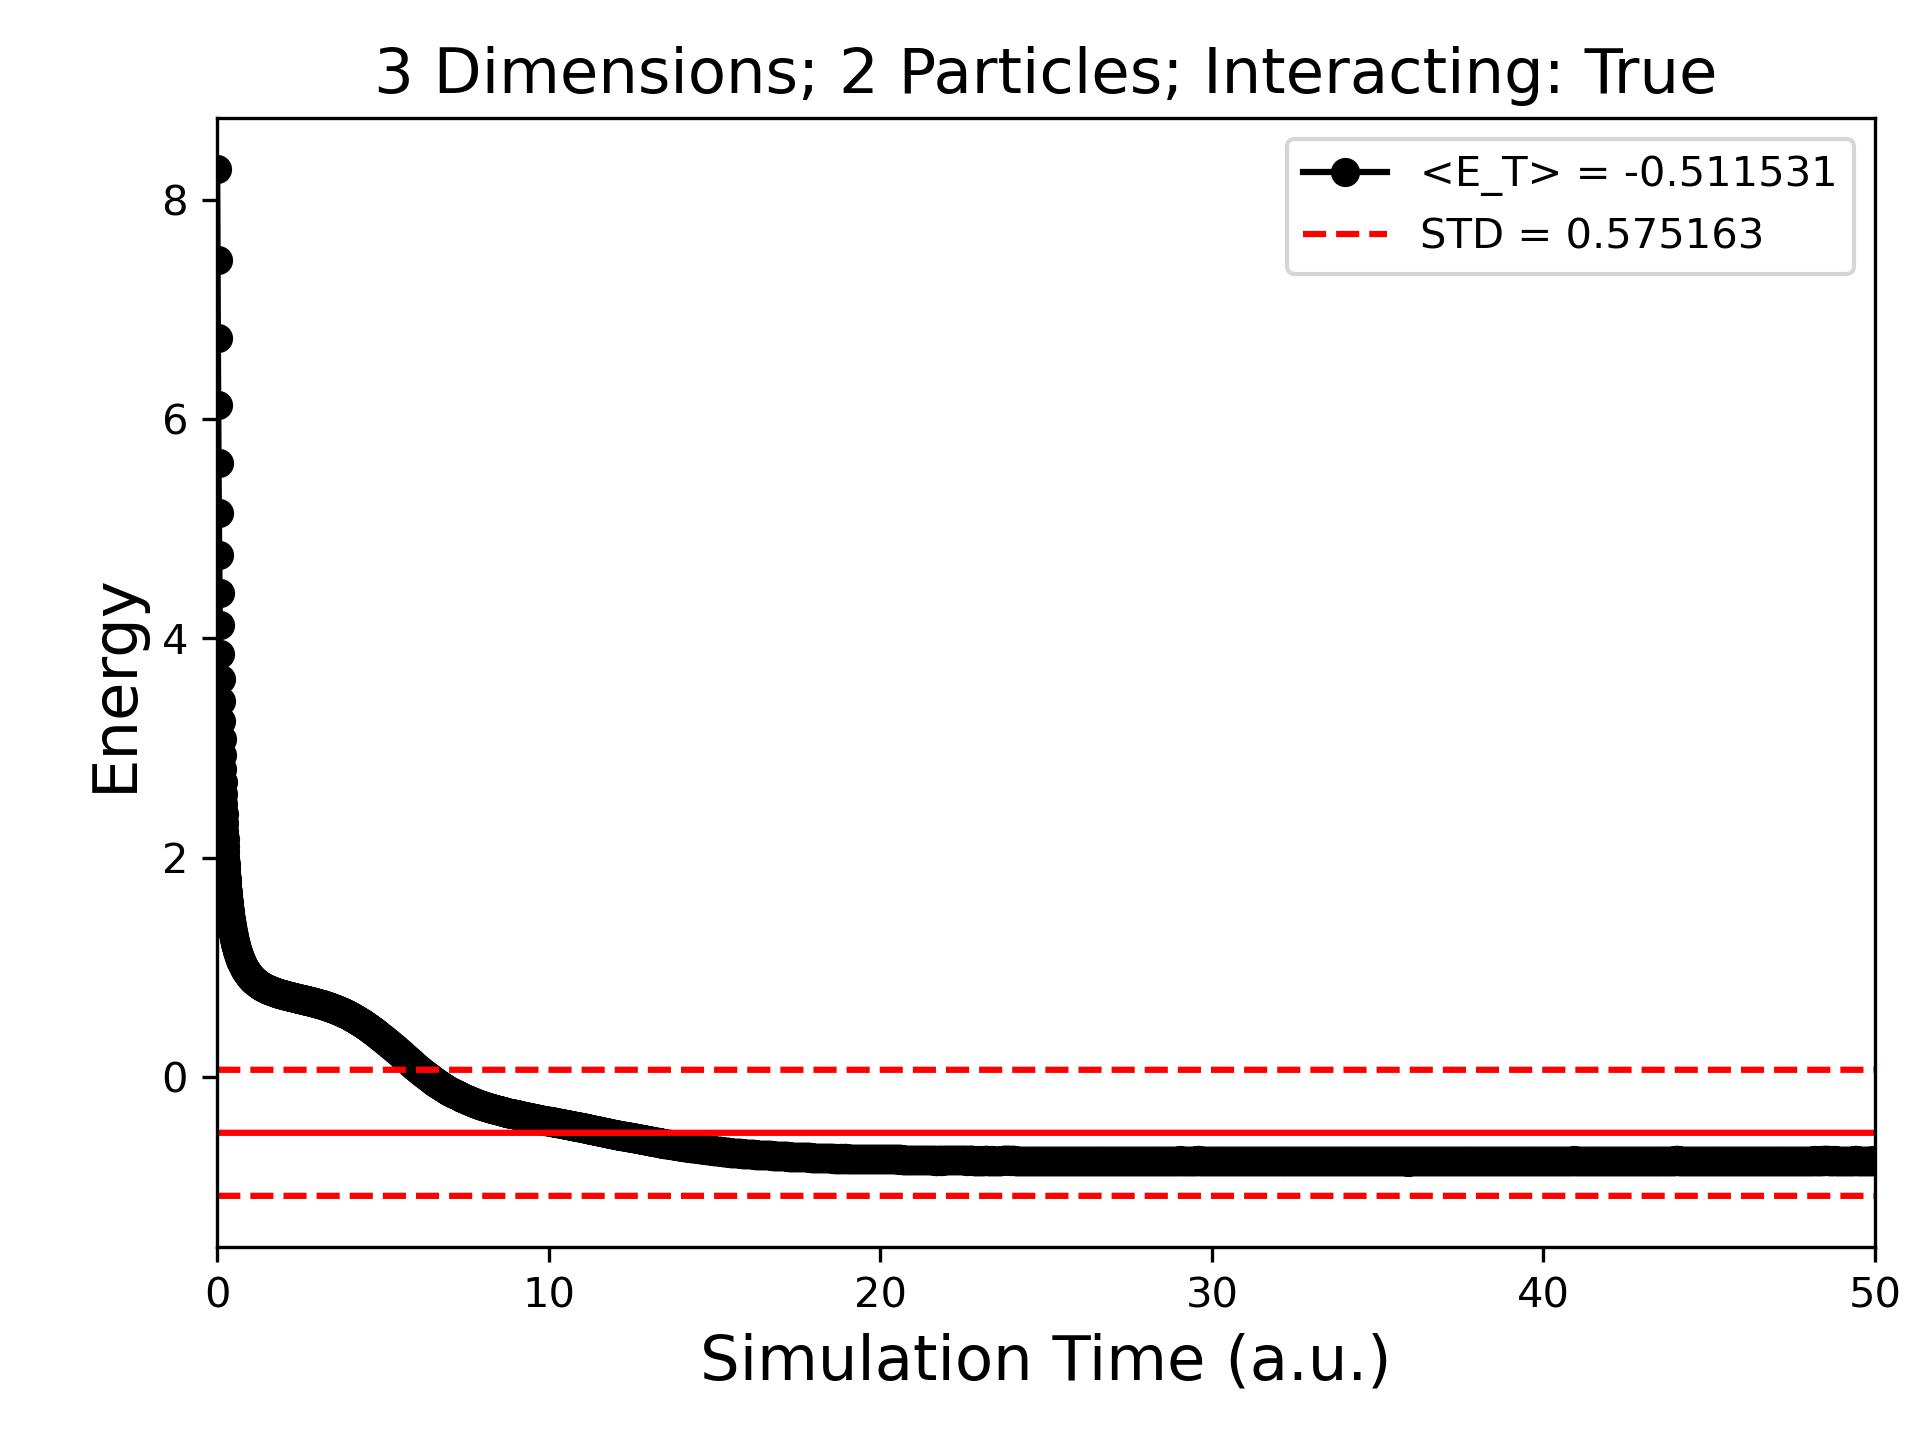 3 Dimensions; 2 Particles; Interacting: True
<E_T> = -0.511531
STD = 0.575163
8
6
4
2
0
Energy
0 10 20 30 40 50
Simulation Time (a.u.)